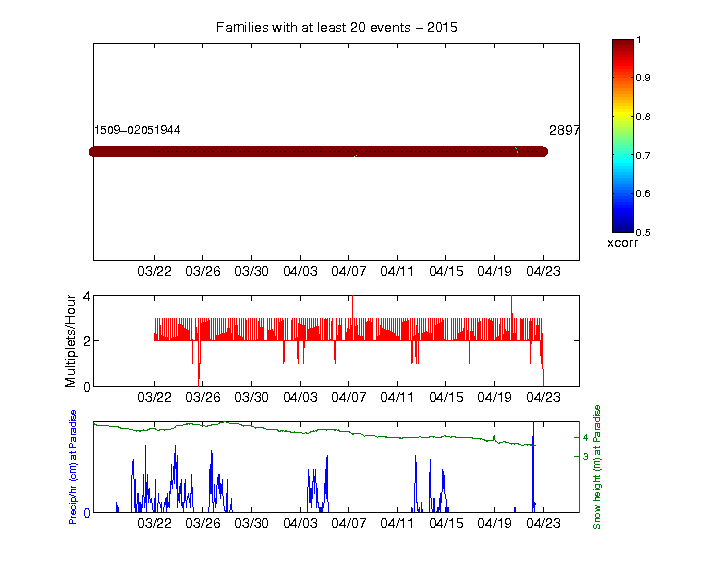 Families with at least 20 events – 2015
1509–02051944
2897
1
0.9
0.8
0.7
0.6
0.5
xcorr
03/22 03/26 03/30 04/03 04/07 04/11 04/15 04/19 04/23
Multiplets/Hour
4
2
0
03/22 03/26 03/30 04/03 04/07 04/11 04/15 04/19 04/23
Precip/hr (cm) at Paradise
0
4
3
Snow height (m) at Paradise
03/22 03/26 03/30 04/03 04/07 04/11 04/15 04/19 04/23